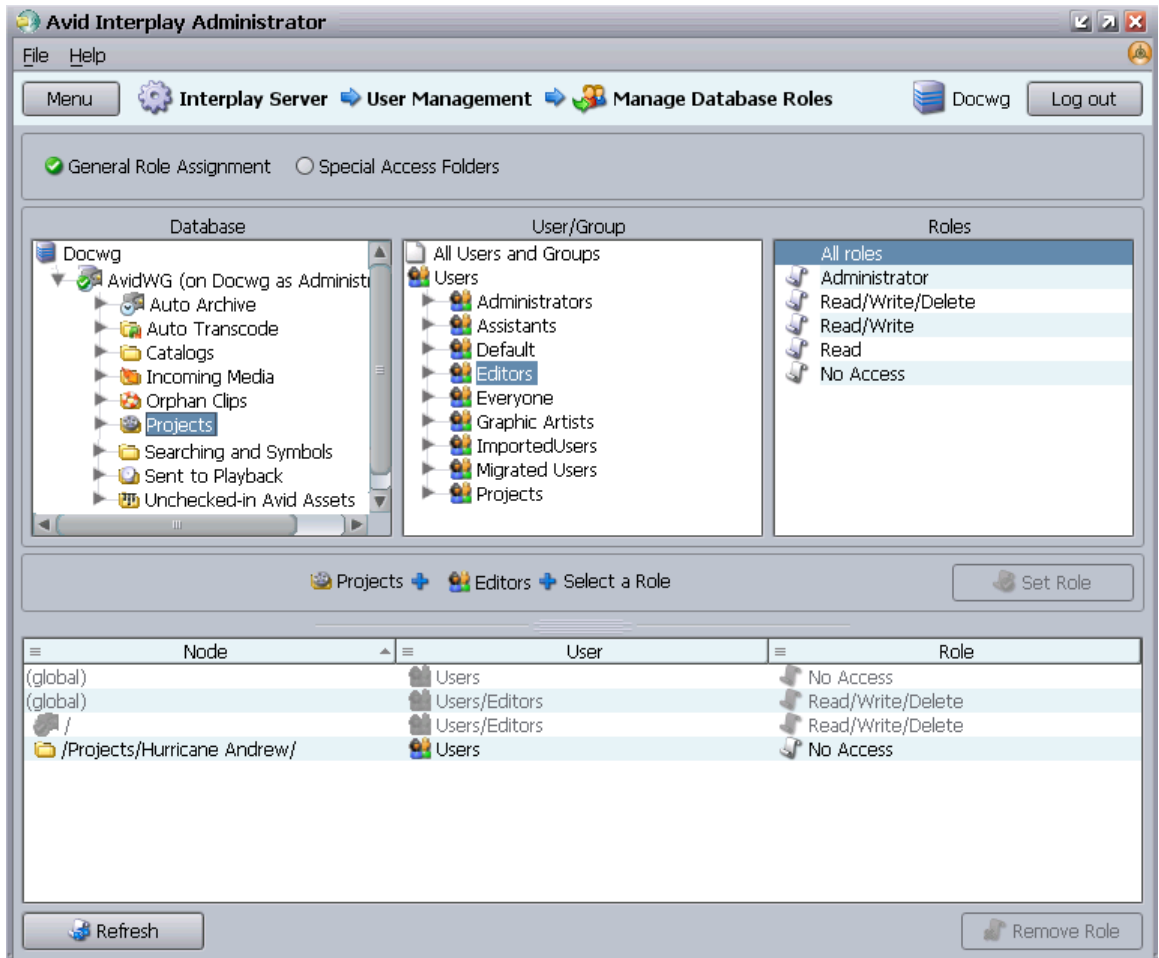 Avid Interplay Administrator
File Help
Menu Interplay Server User Management Manage Database Roles Docwg Log out
General Role Assignment Special Access Folders
Database User/Group Roles
Docwg
AvidWG (on Docwg as Administr
Auto Archive
Auto Transcode
Catalogs
Incoming Media
Orphan Clips
Projects
Searching and Symbols
Sent to Playback
Unchecked-in Avid Assets
All Users and Groups
Users
Administrators
Assistants
Default
Editors
Everyone
Graphic Artists
ImportedUsers
Migrated Users
Projects
All roles
Administrator
Read/Write/Delete
Read/Write
Read
No Access
Projects Editors Select a Role Set Role
Node User Role
(global) Users No Access
(global) Users/Editors Read/Write/Delete
/ Users/Editors Read/Write/Delete
/Projects/Hurricane Andrew/ Users No Access
Refresh Remove Role